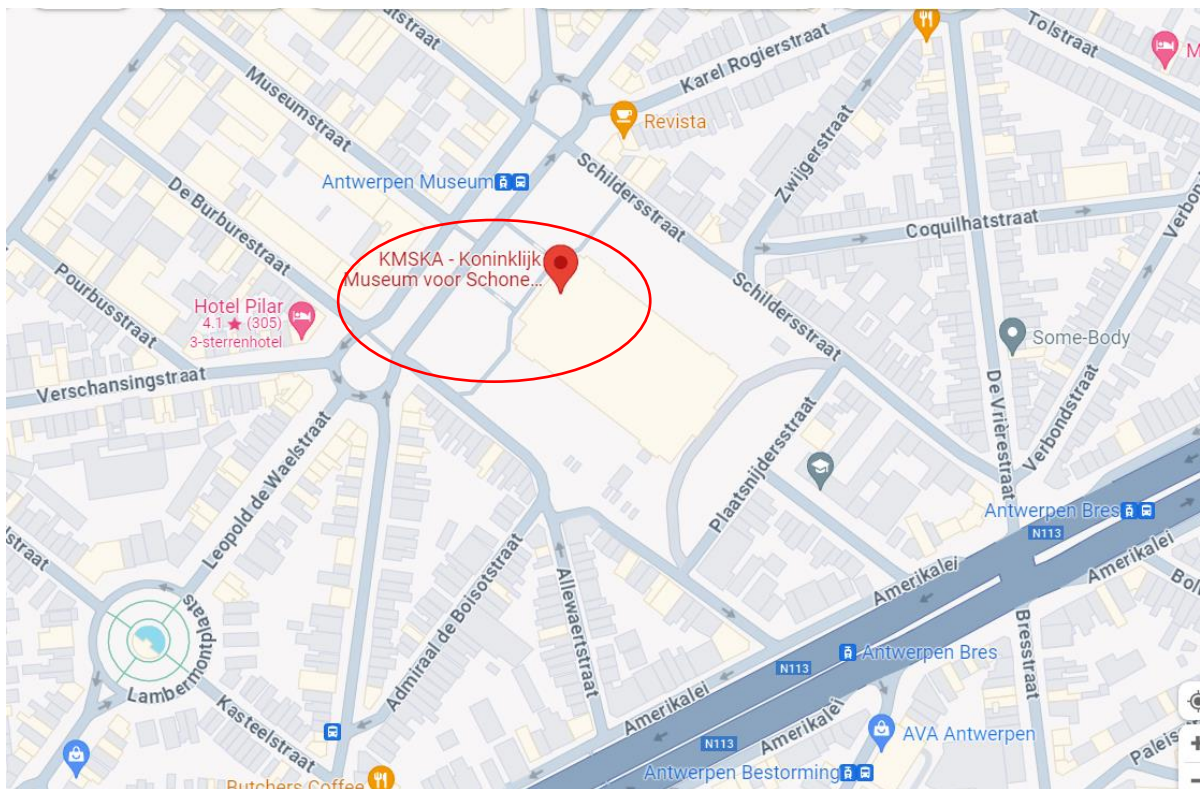 Tolstraat
Karel Rogierstraat
Museumstraat
Revista
Zwijgerstraat
Antwerpen Museum
Schildersstraat
De Burburestraat
Coquilhatstraat
KMSKA - Koninklijk
Museum voor Schone...
Pourbusstraat
Schildersstraat
Hotel Pilar
4.1 ★ (305)
3-sterrenhotel
Some-Body
Verschansingstraat
De Vrièrestraat
Verbondstraat
Plaatsnijdersstraat
Leopold de Waelstraat
Antwerpen Bres
N113
Amerikalei
Amerikalei
Admiraal de Boisotstraat
Allewaertstraat
Lambermontplaats
Bresstraat
Antwerpen Bres
N113
Kasteelstraat
Amerikalei
Amerikalei
N113
AVA Antwerpen
Antwerpen Bestorming
Butchers Coffee